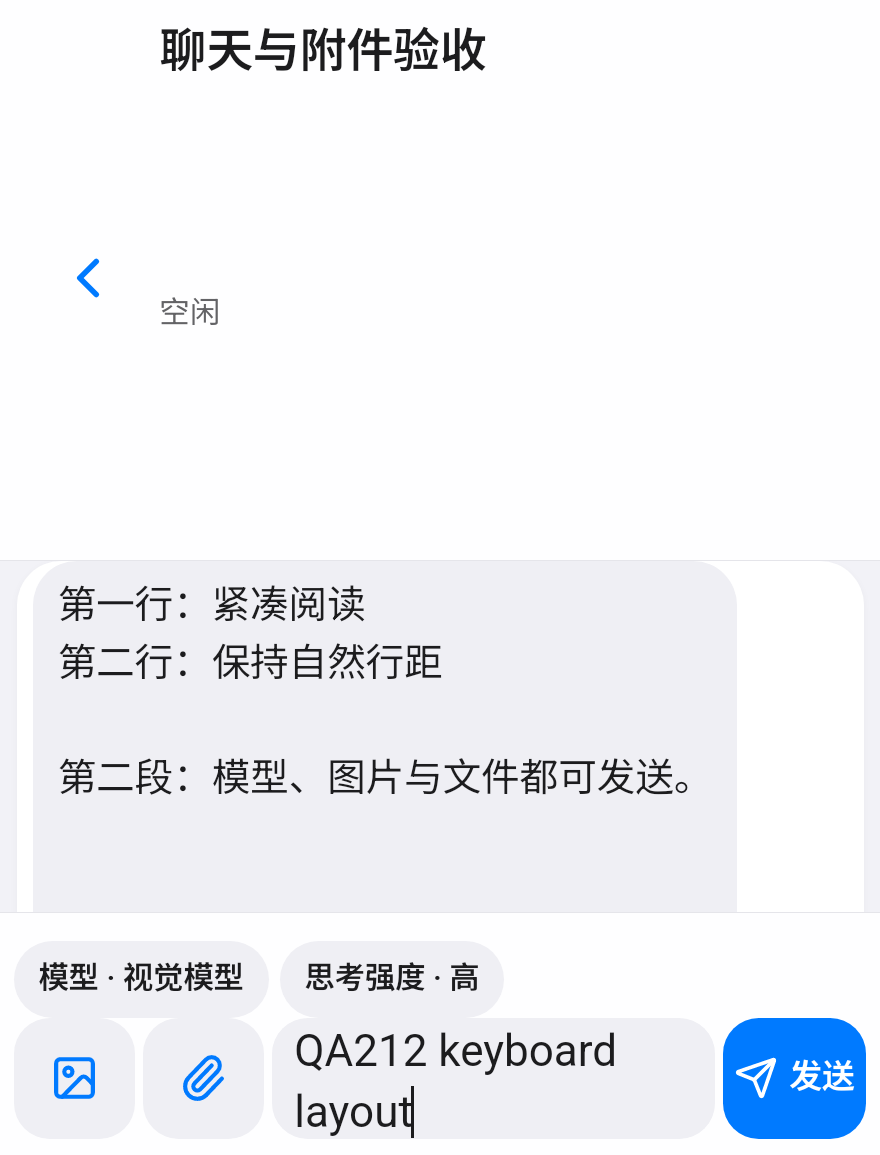 聊天与附件验收
空闲
第一行：紧凑阅读
第二行：保持自然行距
第二段：模型、图片与文件都可发送。
模型 · 视觉模型
思考强度 · 高
QA212 keyboard
layout
发送